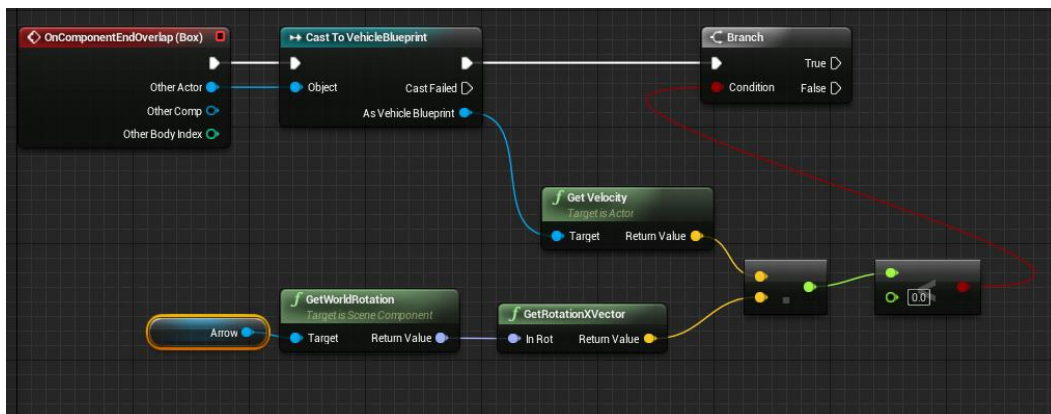 OnComponentEndOverlap (Box)
Other Actor
Other Comp
Other Body Index
Cast To VehicleBlueprint
Object
Cast Failed
As Vehicle Blueprint
Branch
True
Condition
False
f Get Velocity
Target is Actor
Target
Return Value
f GetWorldRotation
Target is Scene Component
Arrow
Target
Return Value
f GetRotationXVector
In Rot
Return Value
.
<
0.0